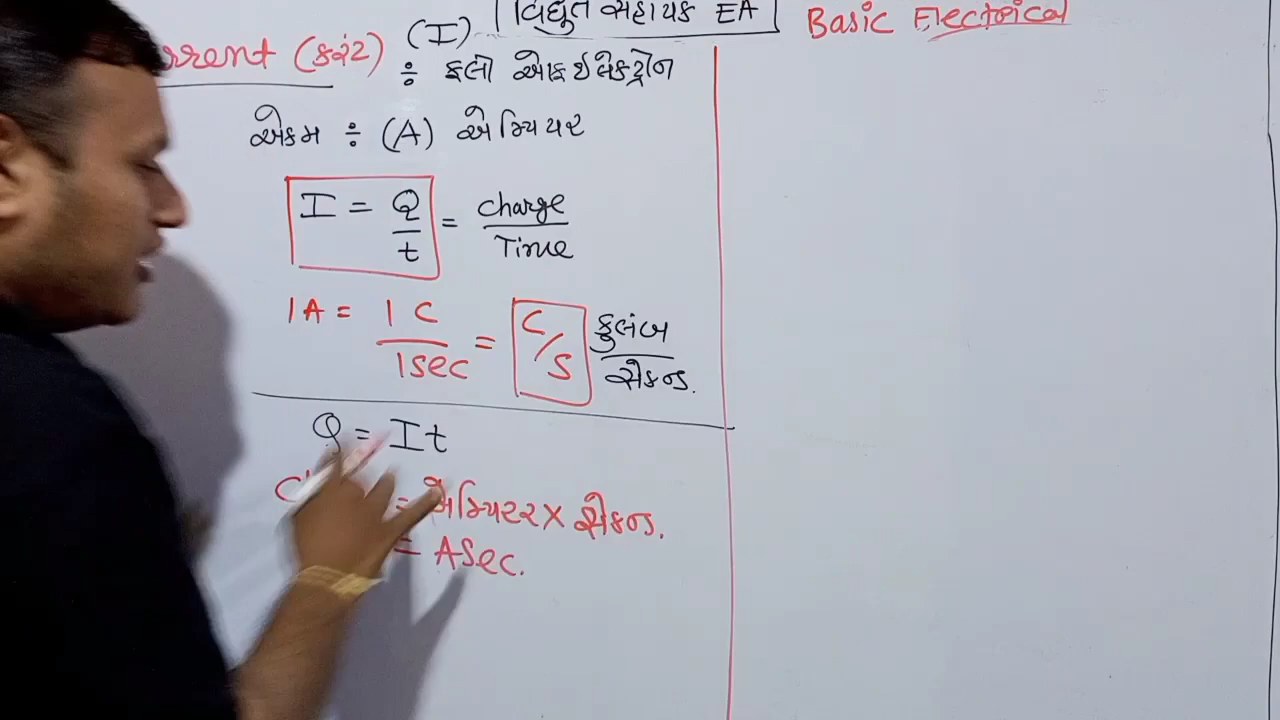 વિદ્યુત સહાયક EA
Basic Electrical
rrent (કરંટ) (I) ÷ ફ્લો ઓફ ઈલેક્ટ્રોન
એકમ ÷ (A) એમ્પિયર
I = Q/t = charge/Time
1A = 1C/1sec = C/S કુલંબ/સેકન્ડ.
Q = It
= એમ્પિયર × સેકન્ડ.
= Asec.